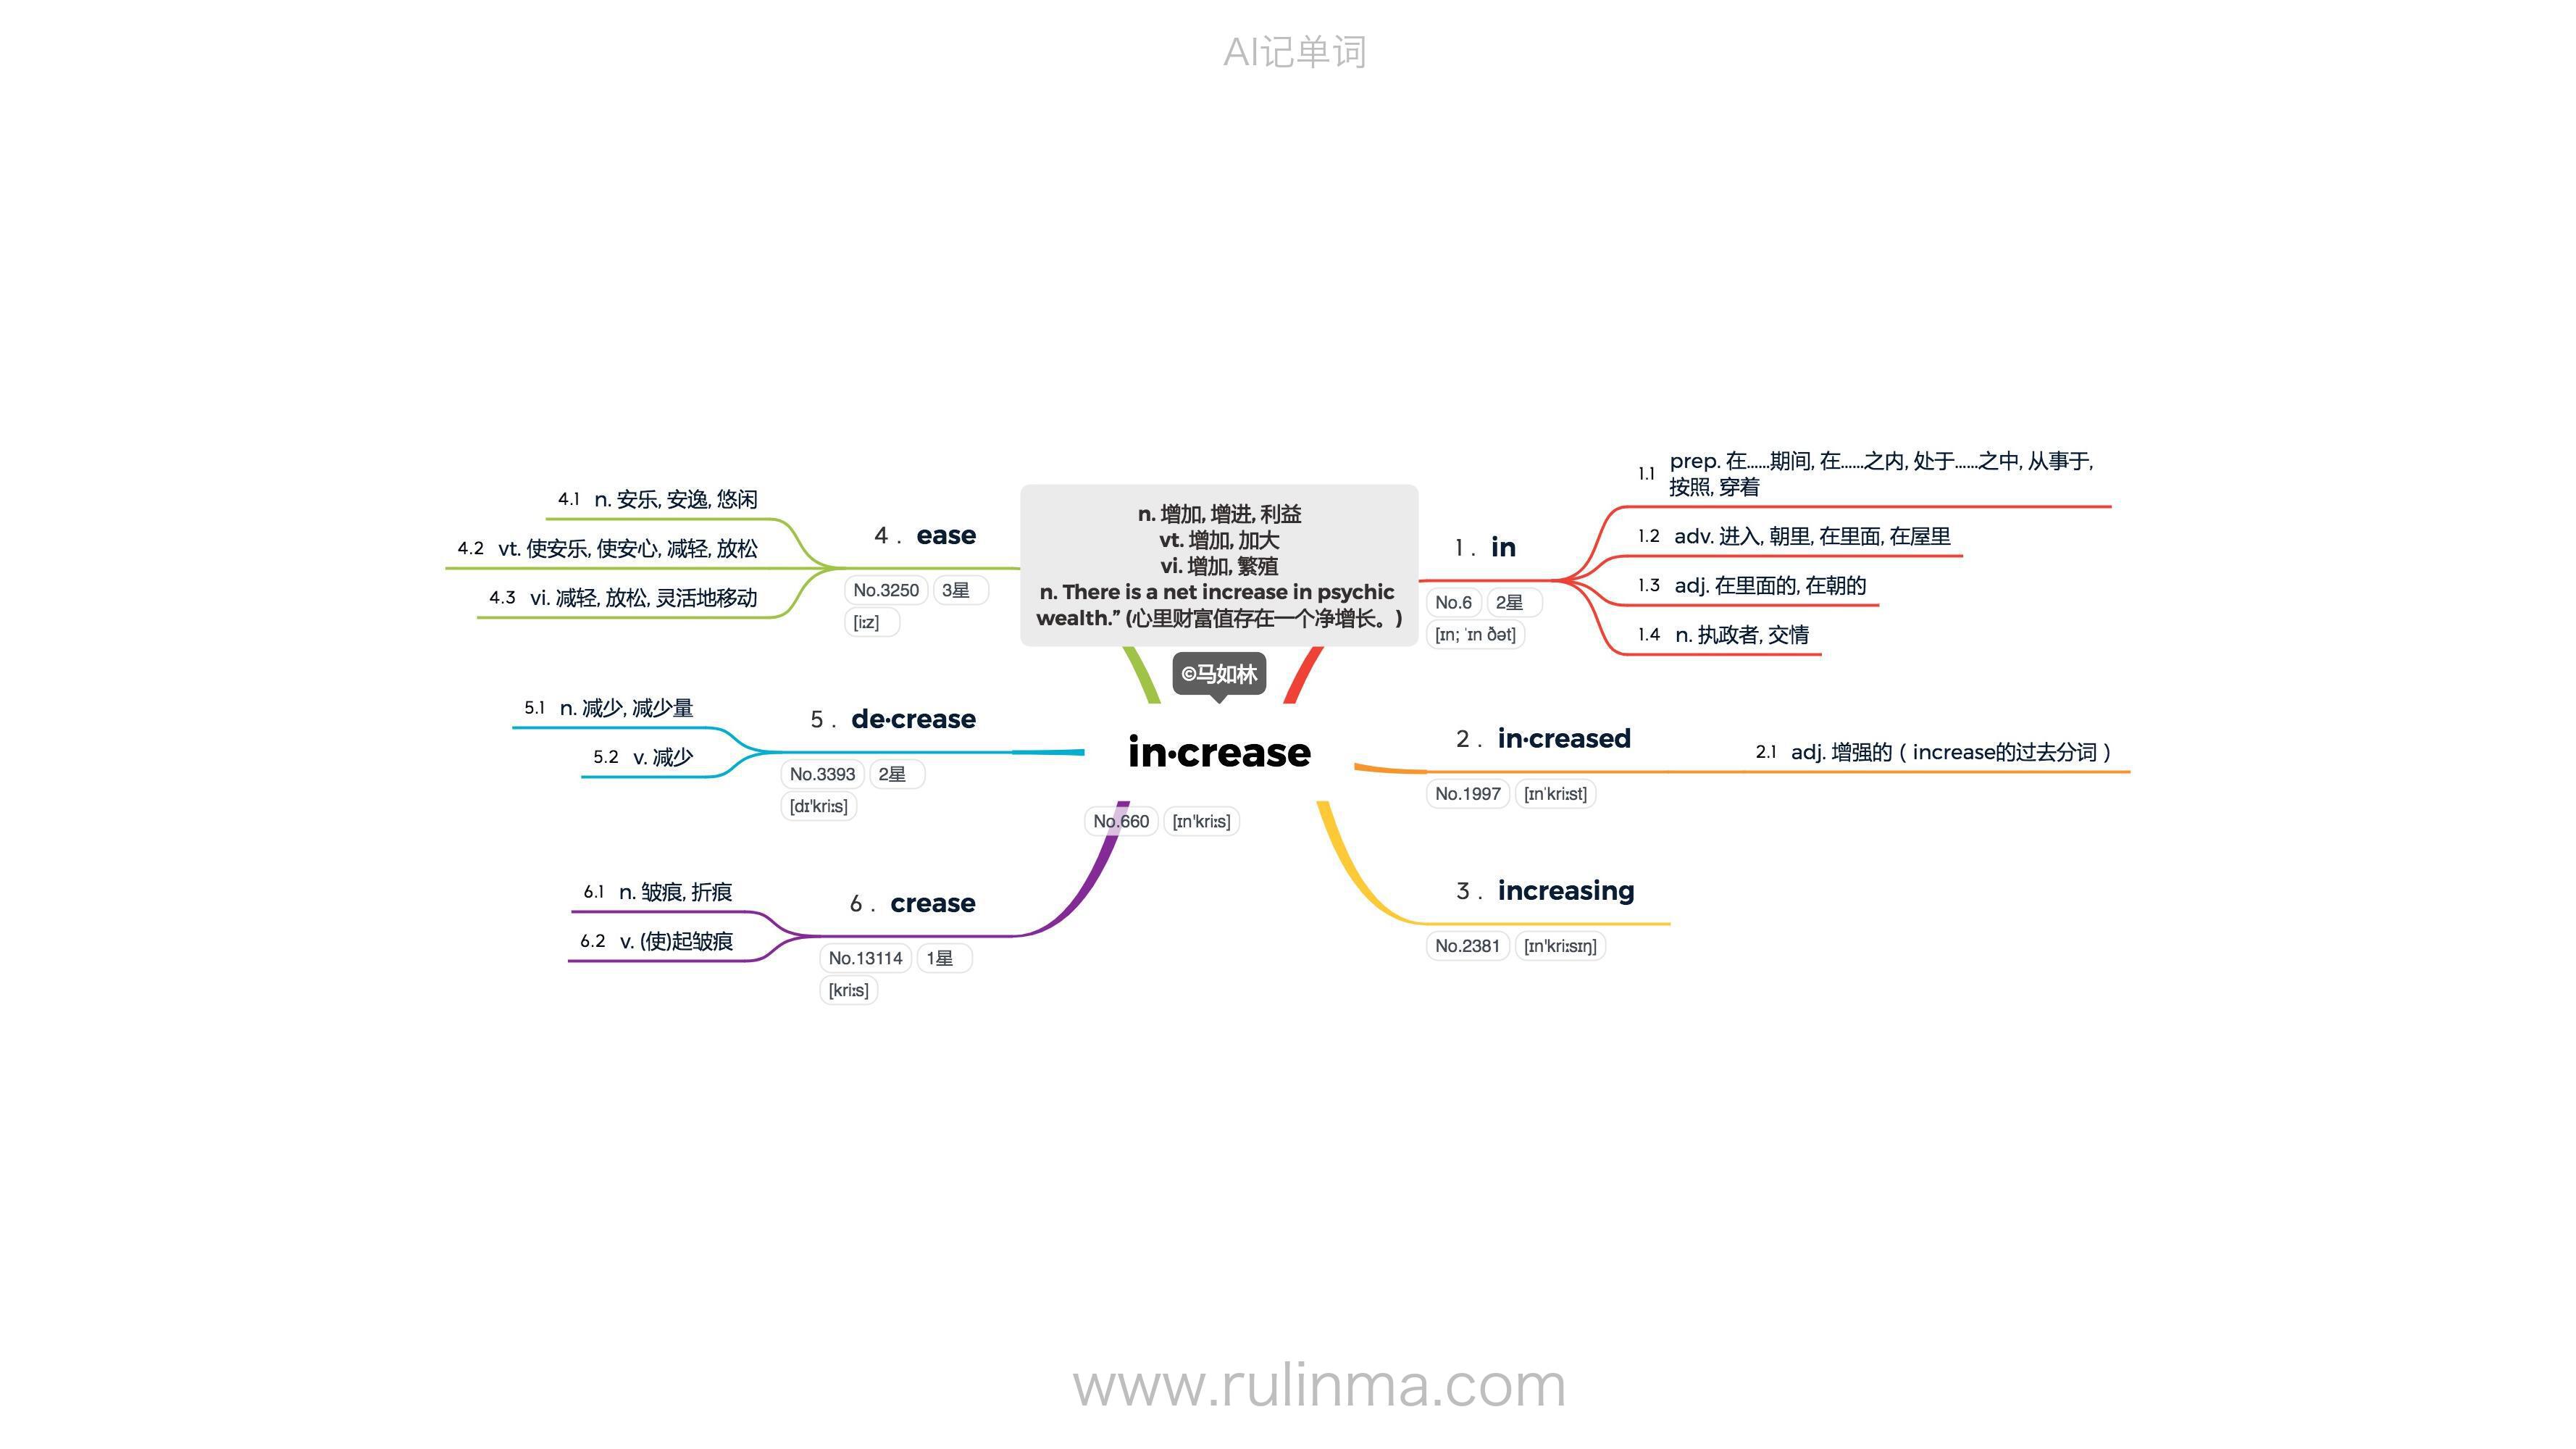 AI记单词
n. 增加, 增进, 利益
vt. 增加, 加大
vi. 增加, 繁殖
n. There is a net increase in psychic
wealth.” (心里财富值存在一个净增长。)
©马如林
in·crease
No.660 [ɪn'kriːs]
1 . in
No.6 2星
[ɪn; ˈɪn ðət]
1.1 prep. 在……期间, 在……之内, 处于……之中, 从事于,
按照, 穿着
1.2 adv. 进入, 朝里, 在里面, 在屋里
1.3 adj. 在里面的, 在朝的
1.4 n. 执政者, 交情
2 . in·creased
No.1997 [ɪnˈkriːst]
2.1 adj. 增强的（increase的过去分词）
3 . increasing
No.2381 [ɪn'kriːsɪŋ]
4 . ease
No.3250 3星
[iːz]
4.1 n. 安乐, 安逸, 悠闲
4.2 vt. 使安乐, 使安心, 减轻, 放松
4.3 vi. 减轻, 放松, 灵活地移动
5 . de·crease
No.3393 2星
[dɪ'kriːs]
5.1 n. 减少, 减少量
5.2 v. 减少
6 . crease
No.13114 1星
[kriːs]
6.1 n. 皱痕, 折痕
6.2 v. (使)起皱痕
www.rulinma.com